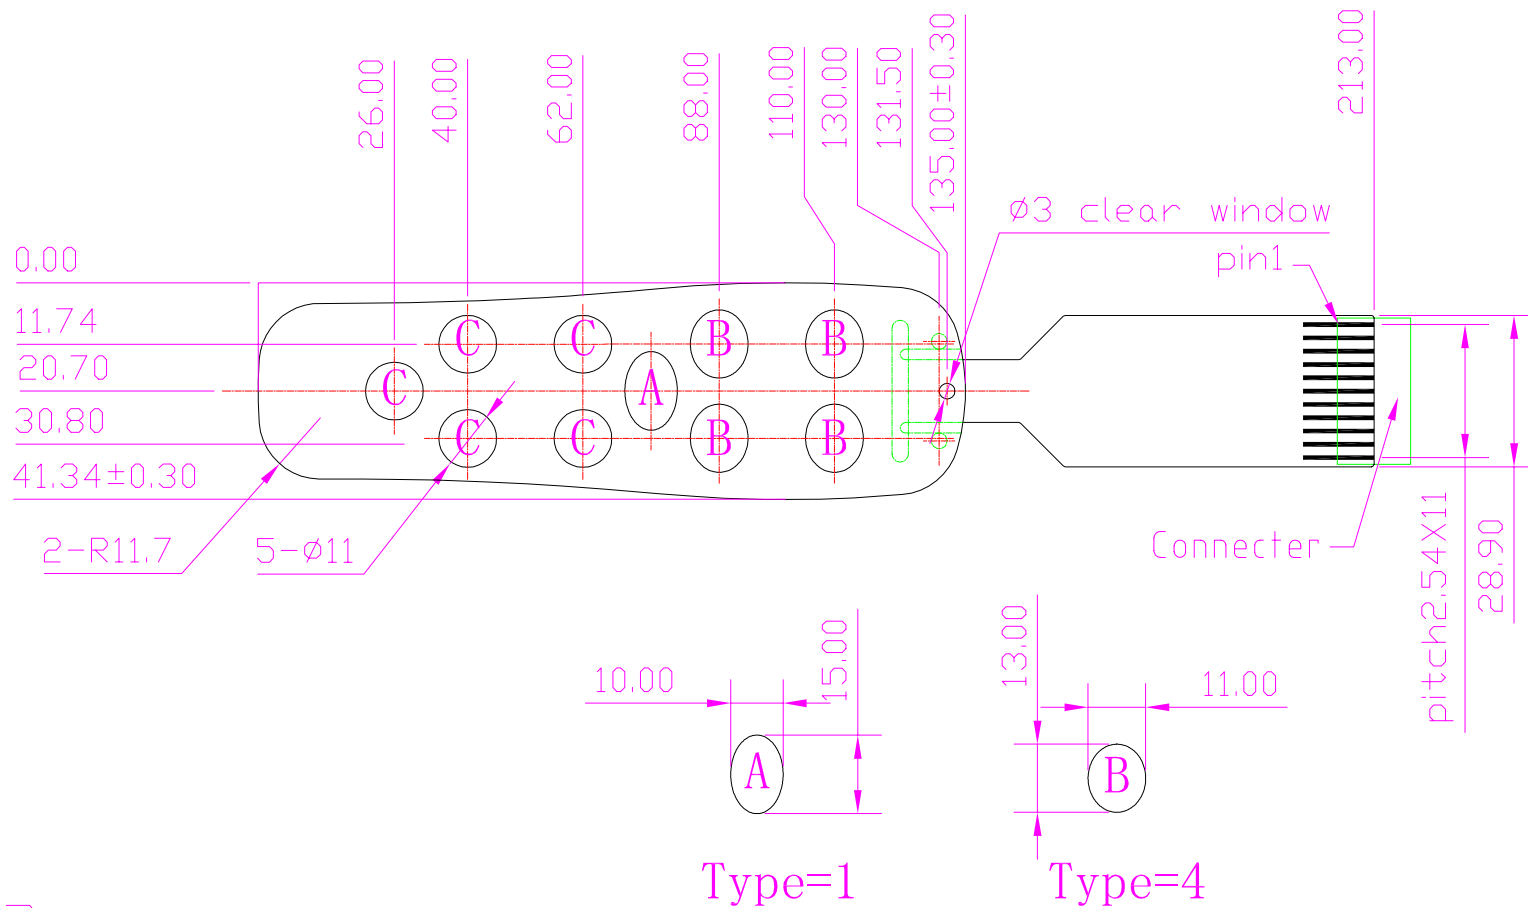 26.00
40.00
62.00
88.00
110.00
130.00
131.50
135.00±0.30
213.00
ø3 clear window
pin1
0.00
11.74
20.70
30.80
41.34±0.30
C
C
B
B
C
A
C
C
B
B
2-R11.7
5-ø11
Connecter
pitch2.54X11
28.90
10.00
15.00
13.00
11.00
A
B
Type=1
Type=4